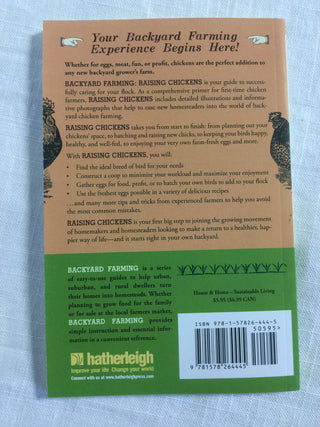 Your Backyard Farming
Experience Begins Here!
Whether for eggs, meat, fun, or profit, chickens are the perfect addition to
any new backyard grower's farm.
BACKYARD FARMING: RAISING CHICKENS is your guide to success-
fully caring for your flock. As a comprehensive primer for first-time chicken
farmers, RAISING CHICKENS includes detailed illustrations and informa-
tive photographs that help to ease new homesteaders into the world of back-
yard chicken farming.
RAISING CHICKENS takes you from start to finish: from planning out your
chickens' space, to hatching and raising new chicks, to keeping your birds happy,
healthy, and well-fed, to enjoying your very own farm-fresh eggs and more.
With RAISING CHICKENS, you will:
• Find the ideal breed of bird for your needs
• Construct a coop to minimize your workload and maximize your enjoyment
• Gather eggs for food, profit, or to hatch your own birds to add to your flock
• Use the freshest eggs possible in a variety of delicious recipes
. . . and many more tips and tricks from experienced farmers to help you avoid
the most common mistakes.
RAISING CHICKENS is your first big step to joining the growing movement
of homemakers and homesteaders looking to make a return to a healthier, hap-
pier way of life—and it starts right in your own backyard.
BACKYARD FARMING is a series
of easy-to-use guides to help urban,
suburban, and rural dwellers turn
their homes into homesteads. Whether
planning to grow food for the family
or for sale at the local farmers market,
BACKYARD FARMING provides
simple instruction and essential infor-
mation in a convenient reference.
hatherleigh
Improve your life. Change your world.
Connect with us at www.hatherleighpress.com
House & Home – Sustainable Living
$5.95 ($6.99 CAN)
ISBN 978-1-57826-444-5
50595>
9 781578 264445